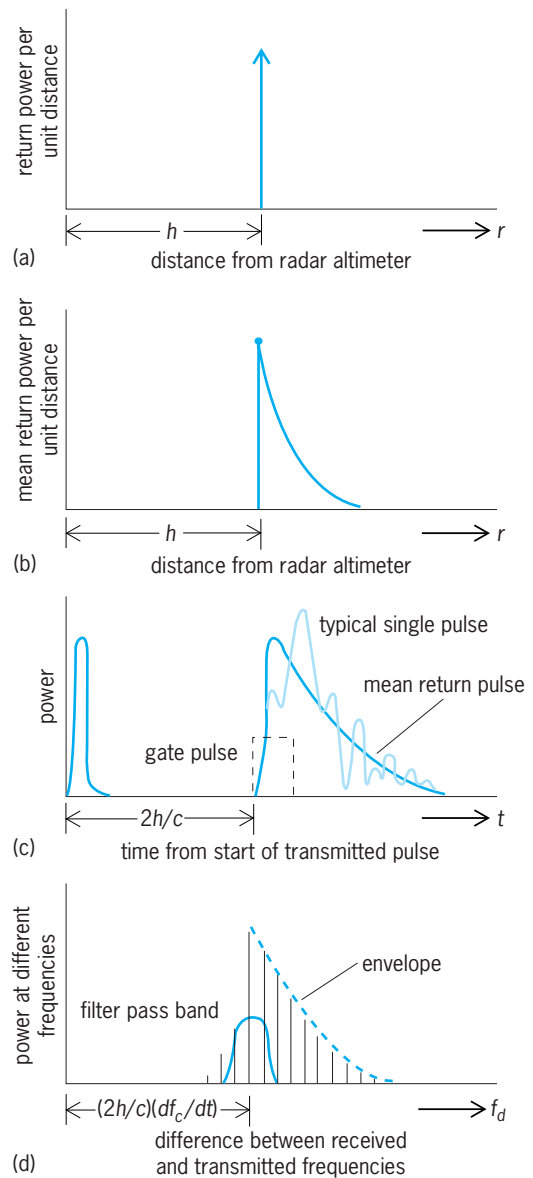 return power per
unit distance
h
r
(a)
distance from radar altimeter
mean return power per
unit distance
h
r
(b)
distance from radar altimeter
typical single pulse
mean return pulse
power
gate pulse
2h/c
t
(c)
time from start of transmitted pulse
power at different
frequencies
envelope
filter pass band
(2h/c)(df_c/dt)
f_d
difference between received
(d)
and transmitted frequencies